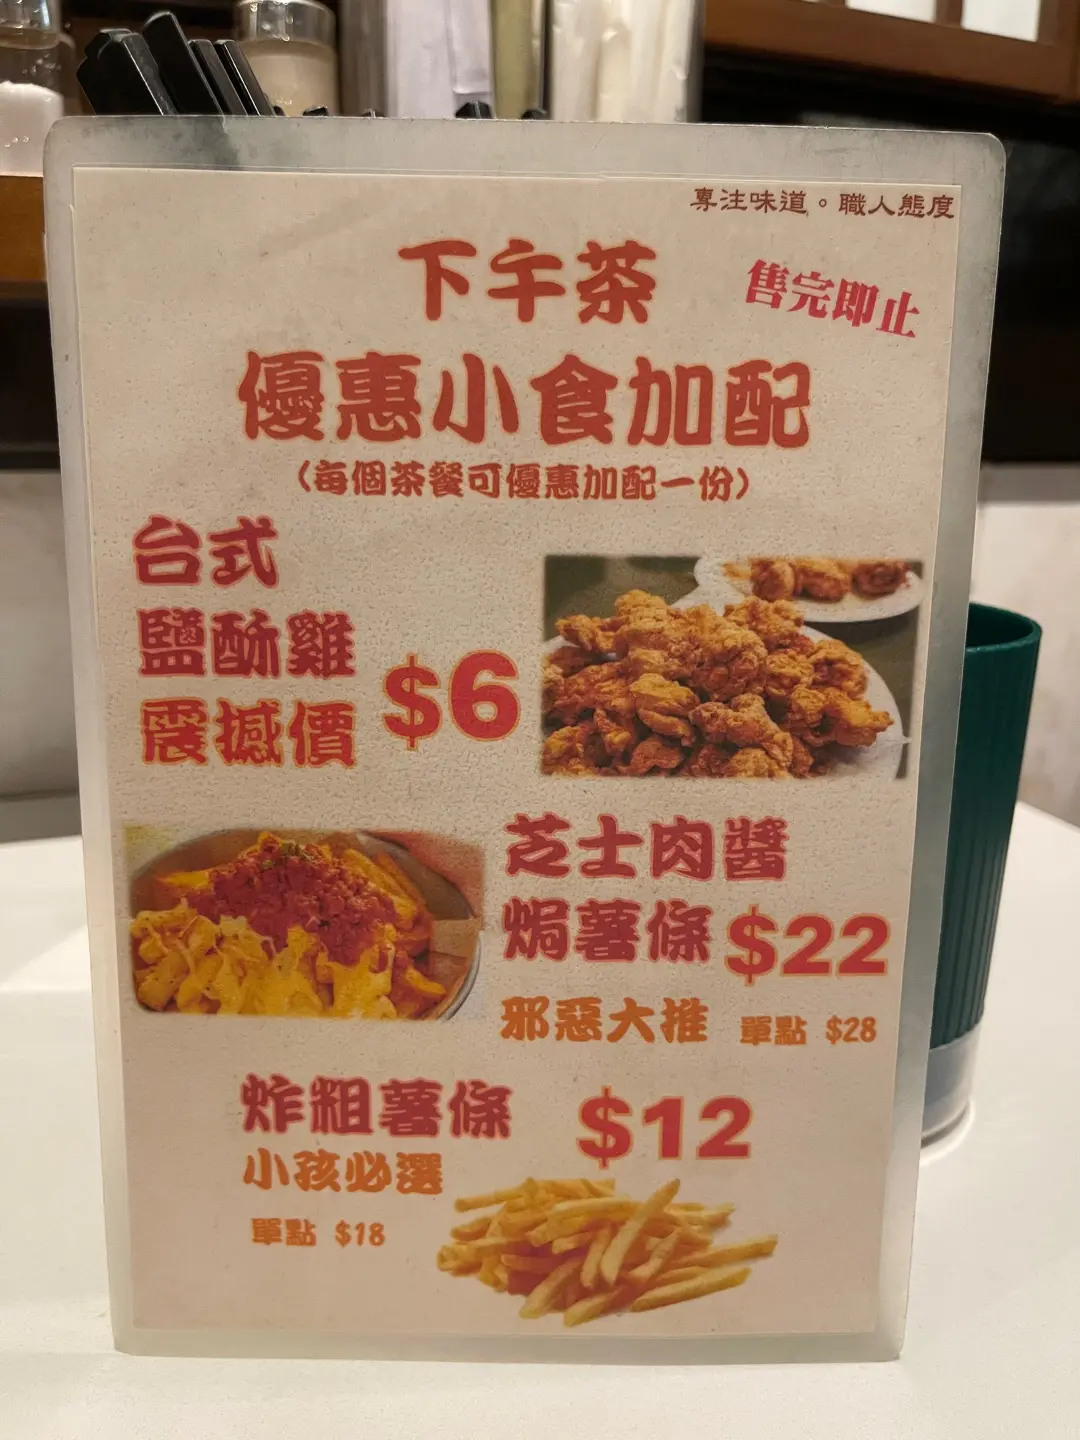 專注味道。職人態度
下午茶
售完即止
優惠小食加配
(每個茶餐可優惠加配一份)
台式
鹽酥雞
震撼價
$6
芝士肉醬
焗薯條 $22
邪惡大推 單點 $28
炸粗薯條 $12
小孩必選
單點 $18